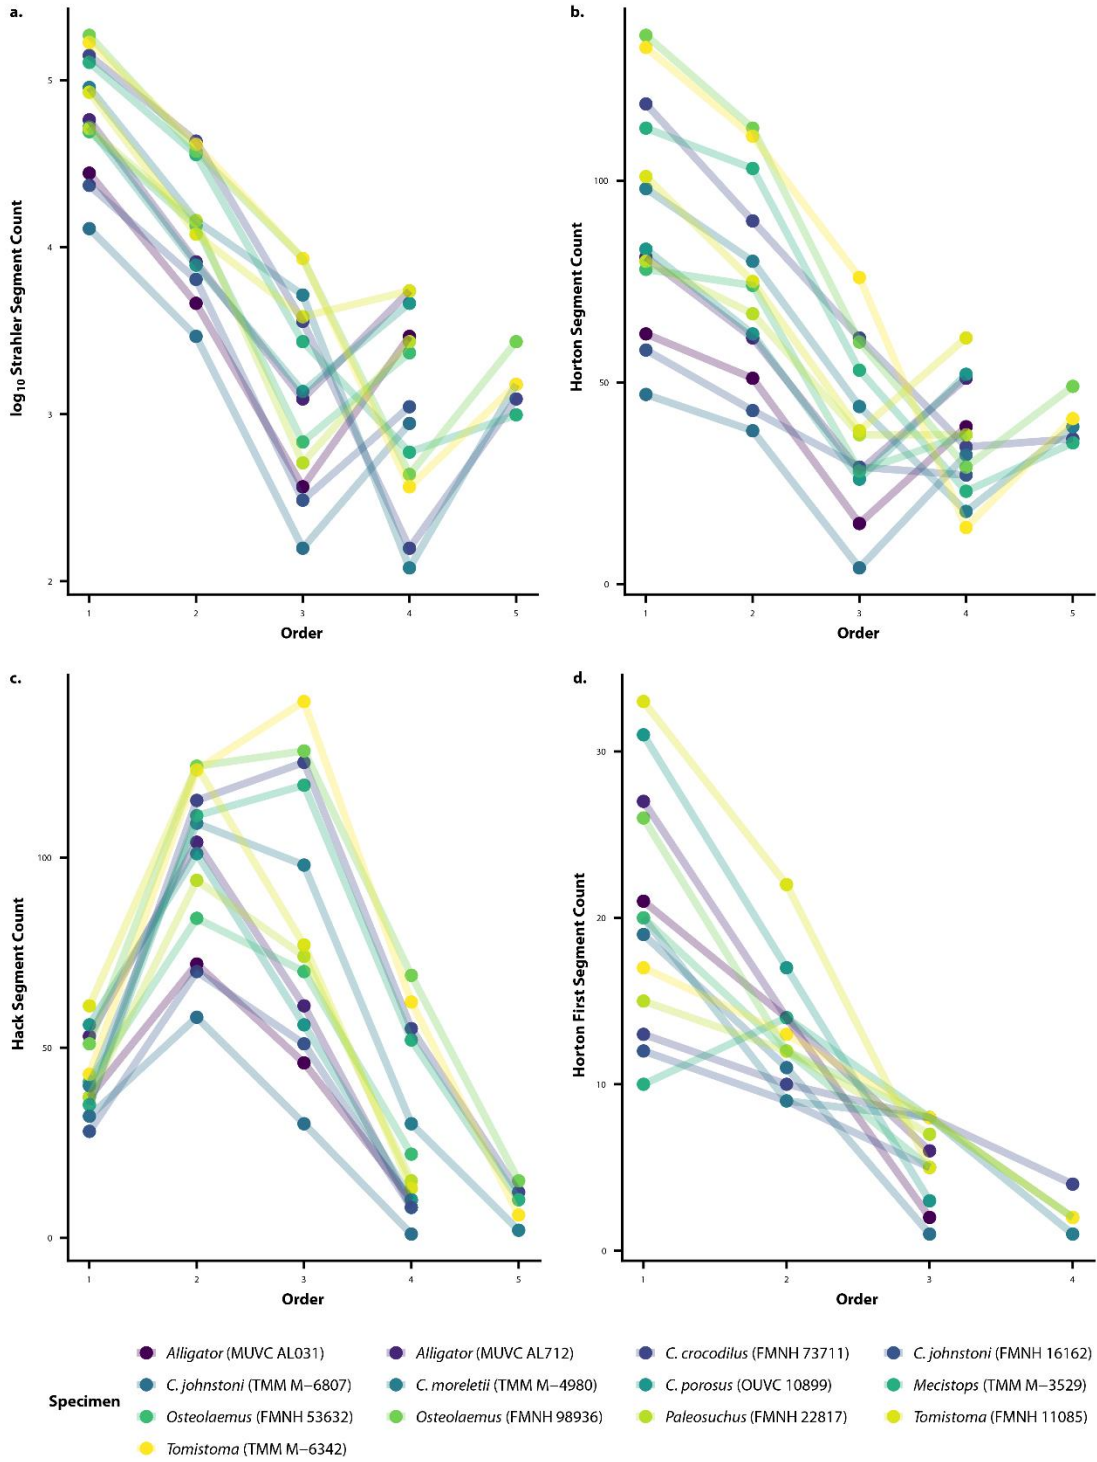 a.
5
4
3
2
log10 Strahler Segment Count
1 2 3 4 5
Order
b.
100
50
0
Horton Segment Count
1 2 3 4 5
Order
c.
100
50
0
Hack Segment Count
1 2 3 4 5
Order
d.
30
20
10
0
Horton First Segment Count
1 2 3 4
Order
Specimen
Alligator (MUVC AL031) Alligator (MUVC AL712) C. crocodilus (FMNH 73711) C. johnstoni (FMNH 16162)
C. johnstoni (TMM M−6807) C. moreletii (TMM M−4980) C. porosus (OUVC 10899) Mecistops (TMM M−3529)
Osteolaemus (FMNH 53632) Osteolaemus (FMNH 98936) Paleosuchus (FMNH 22817) Tomistoma (FMNH 11085)
Tomistoma (TMM M−6342)